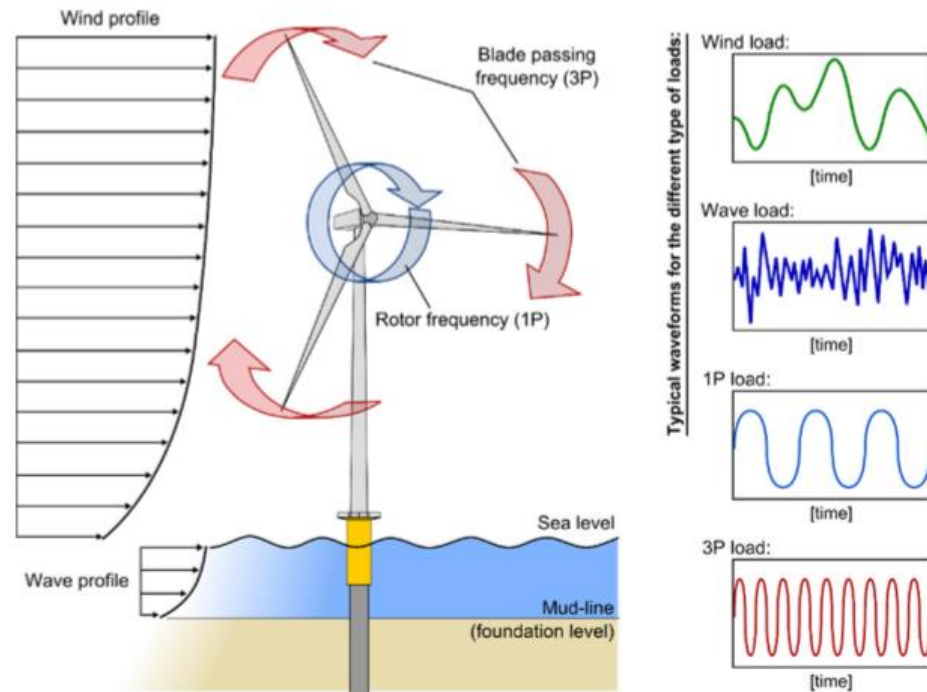 Wind profile
Blade passing
frequency (3P)
Rotor frequency (1P)
Sea level
Wave profile
Mud-line
(foundation level)
Typical waveforms for the different type of loads:
Wind load:
[time]
Wave load:
[time]
1P load:
[time]
3P load:
[time]